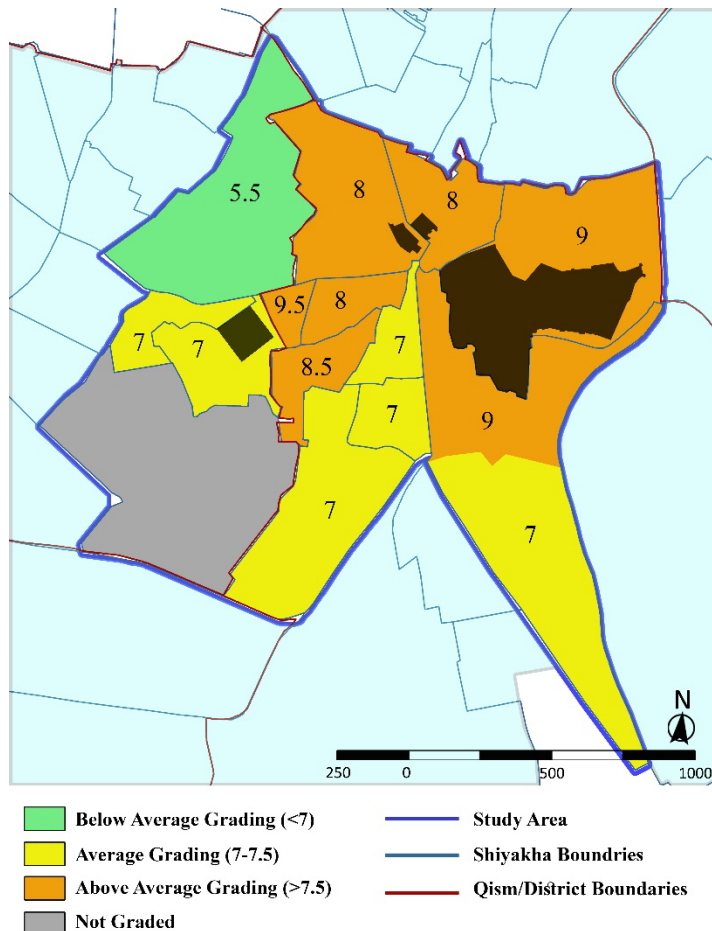 5.5
8
8
9
9.5
8
7
7
7
8.5
7
9
7
7
N
250 0 500 1000
Below Average Grading (<7)
Average Grading (7-7.5)
Above Average Grading (>7.5)
Not Graded
Study Area
Shiyakha Boundries
Qism/District Boundaries